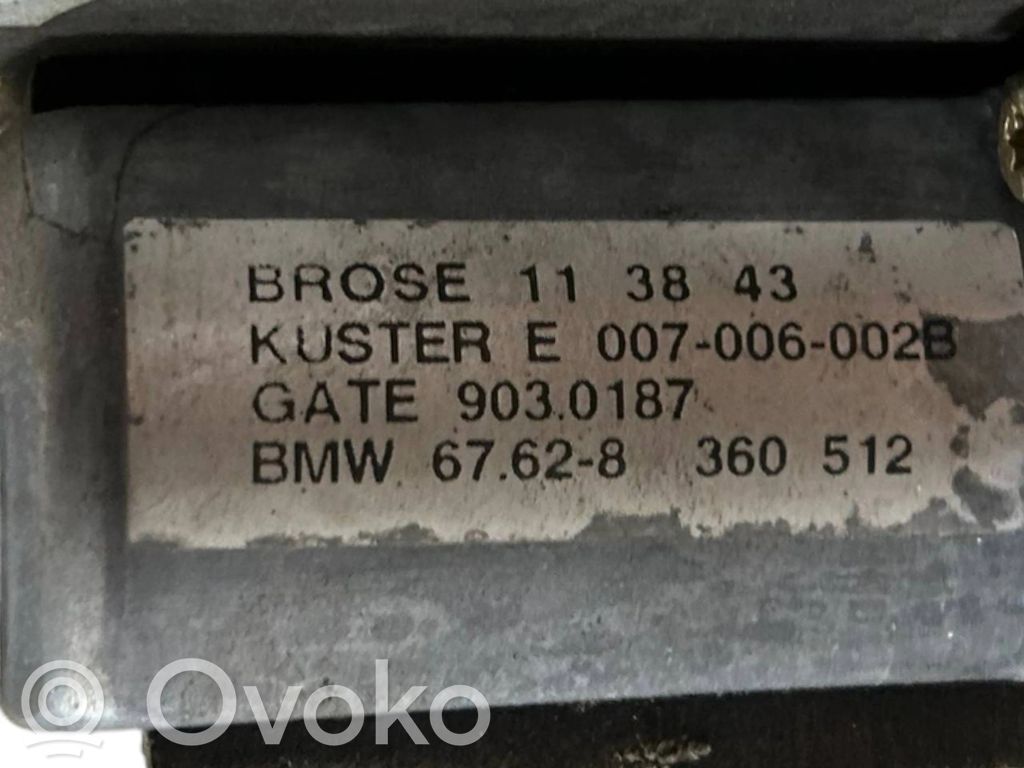 BROSE 11 38 43
KUSTER E 007-006-002B
GATE 903.0187
BMW 67.62-8 360 512
Ovoko